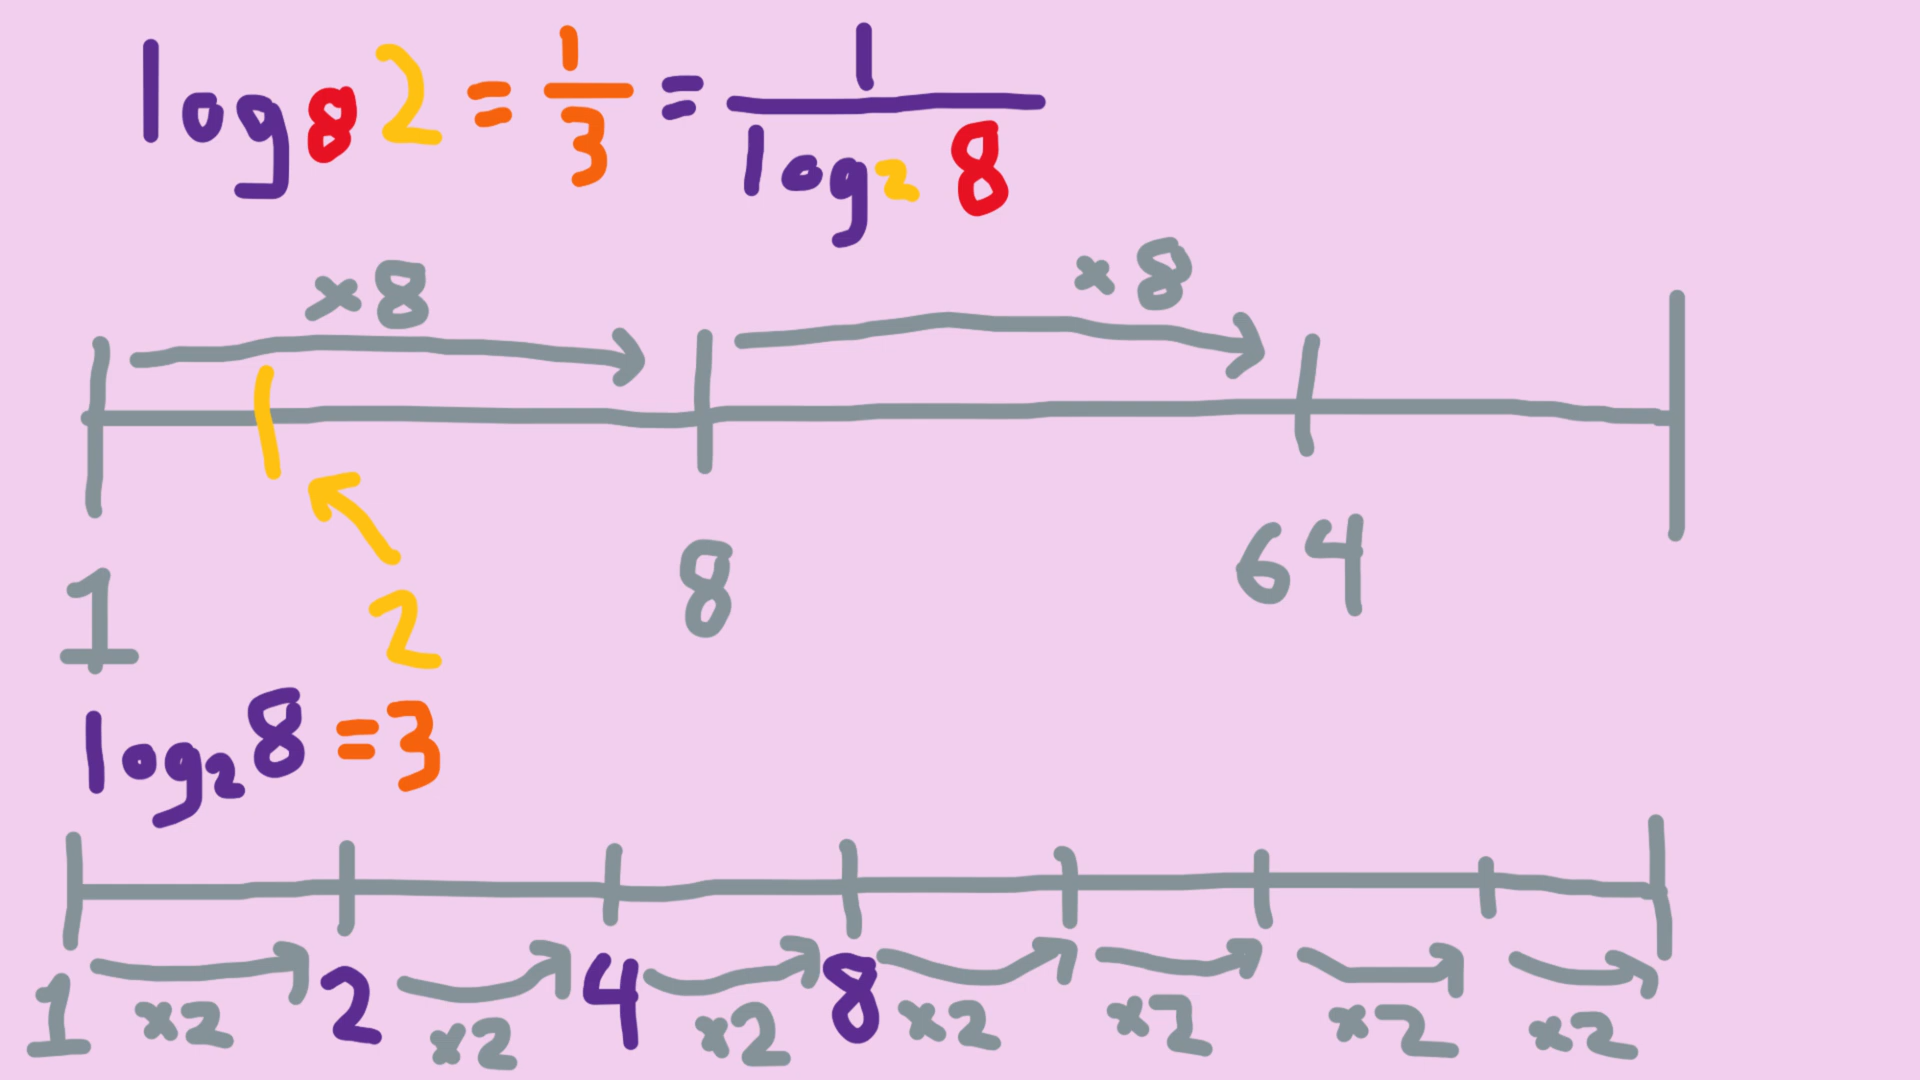 log₈2 = 1/3 = 1/log₂8
×8 ×8
1 2 8 64
log₂8 = 3
1 2 4 8
×2 ×2 ×2 ×2 ×2 ×2 ×2